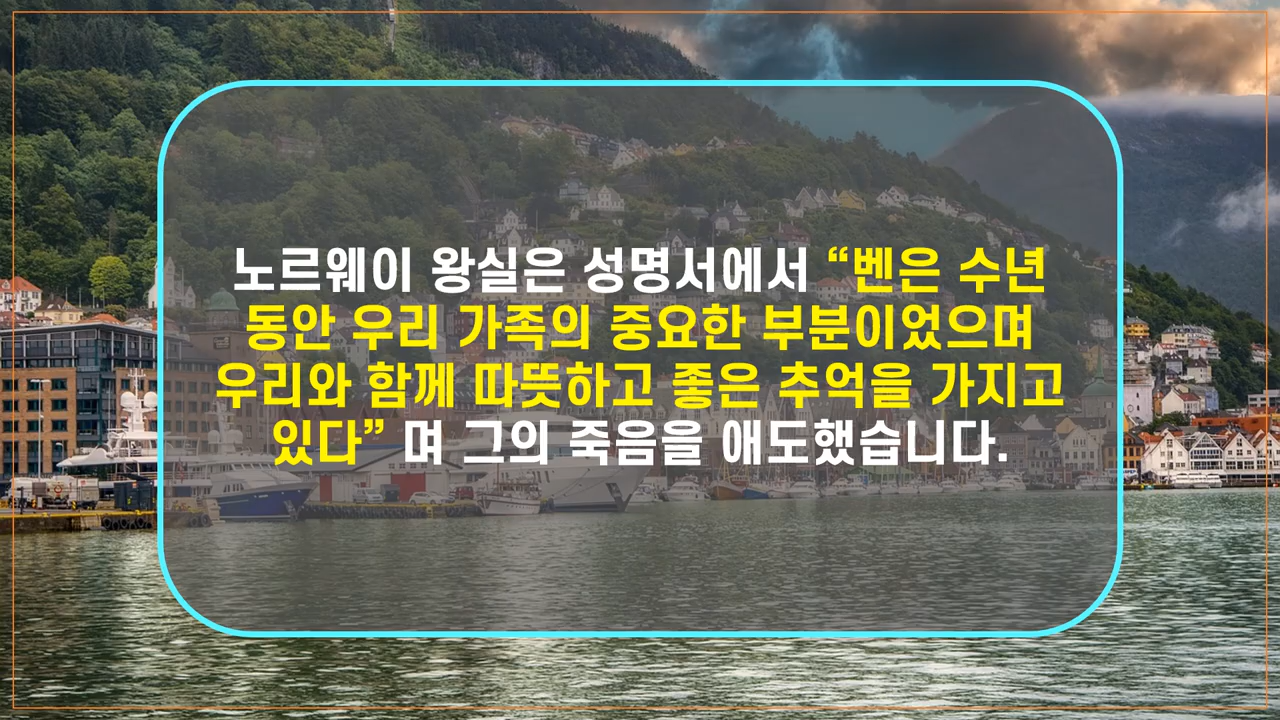 노르웨이 왕실은 성명서에서 “벤은 수년
동안 우리 가족의 중요한 부분이었으며
우리와 함께 따뜻하고 좋은 추억을 가지고
있다” 며 그의 죽음을 애도했습니다.